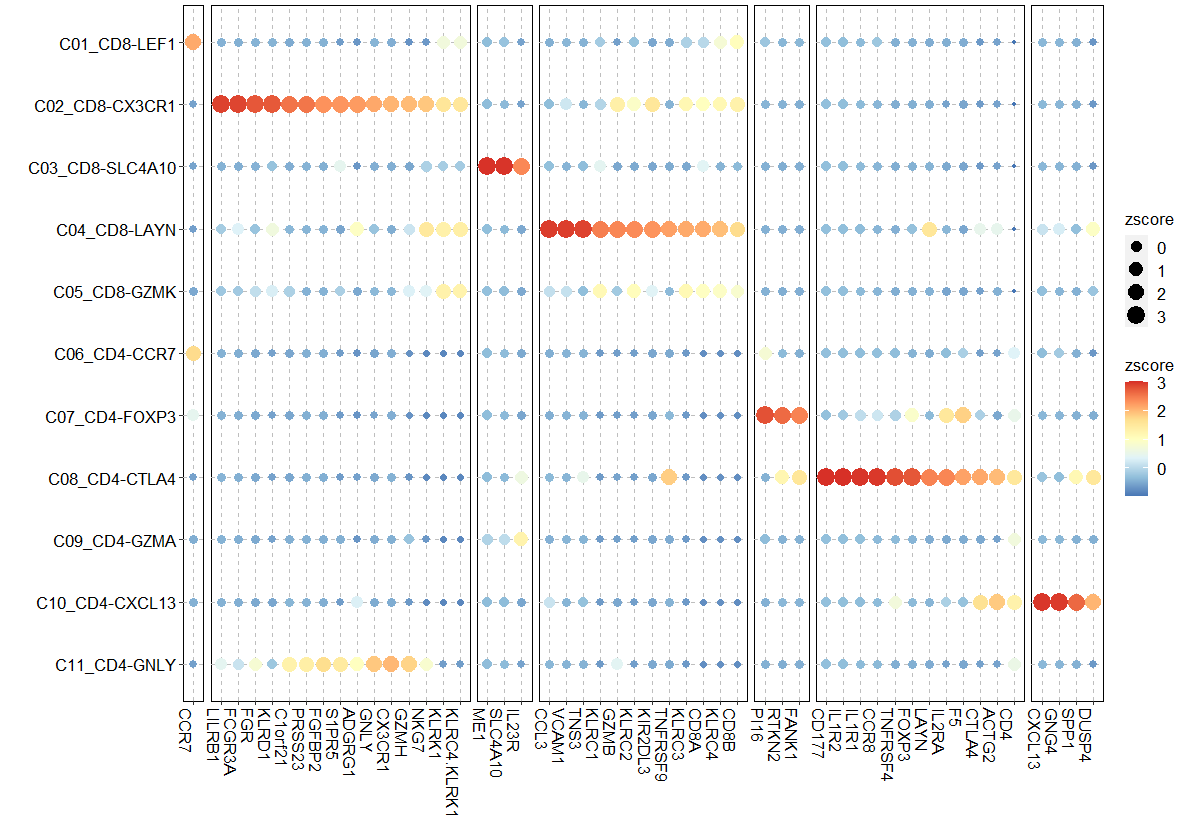 C01_CD8-LEF1
C02_CD8-CX3CR1
C03_CD8-SLC4A10
C04_CD8-LAYN
C05_CD8-GZMK
C06_CD4-CCR7
C07_CD4-FOXP3
C08_CD4-CTLA4
C09_CD4-GZMA
C10_CD4-CXCL13
C11_CD4-GNLY
CCR7
LILRB1
FCGR3A
FGR
KLRD1
C1orf21
PRSS23
FGFBP2
S1PR5
ADGRG1
GNLY
CX3CR1
GZMH
NKG7
KLRK1
KLRC4.KLRK1
ME1
SLC4A10
IL23R
CCL3
VCAM1
TNS3
KLRC1
GZMB
KLRC2
KIR2DL3
TNFRSF9
KLRC3
CD8A
KLRC4
CD8B
PI16
RTKN2
FANK1
CD177
IL1R2
IL1R1
CCR8
TNFRSF4
FOXP3
LAYN
IL2RA
F5
CTLA4
ACTG2
CD4
CXCL13
GNG4
SPP1
DUSP4
zscore
0
1
2
3
zscore
3
2
1
0